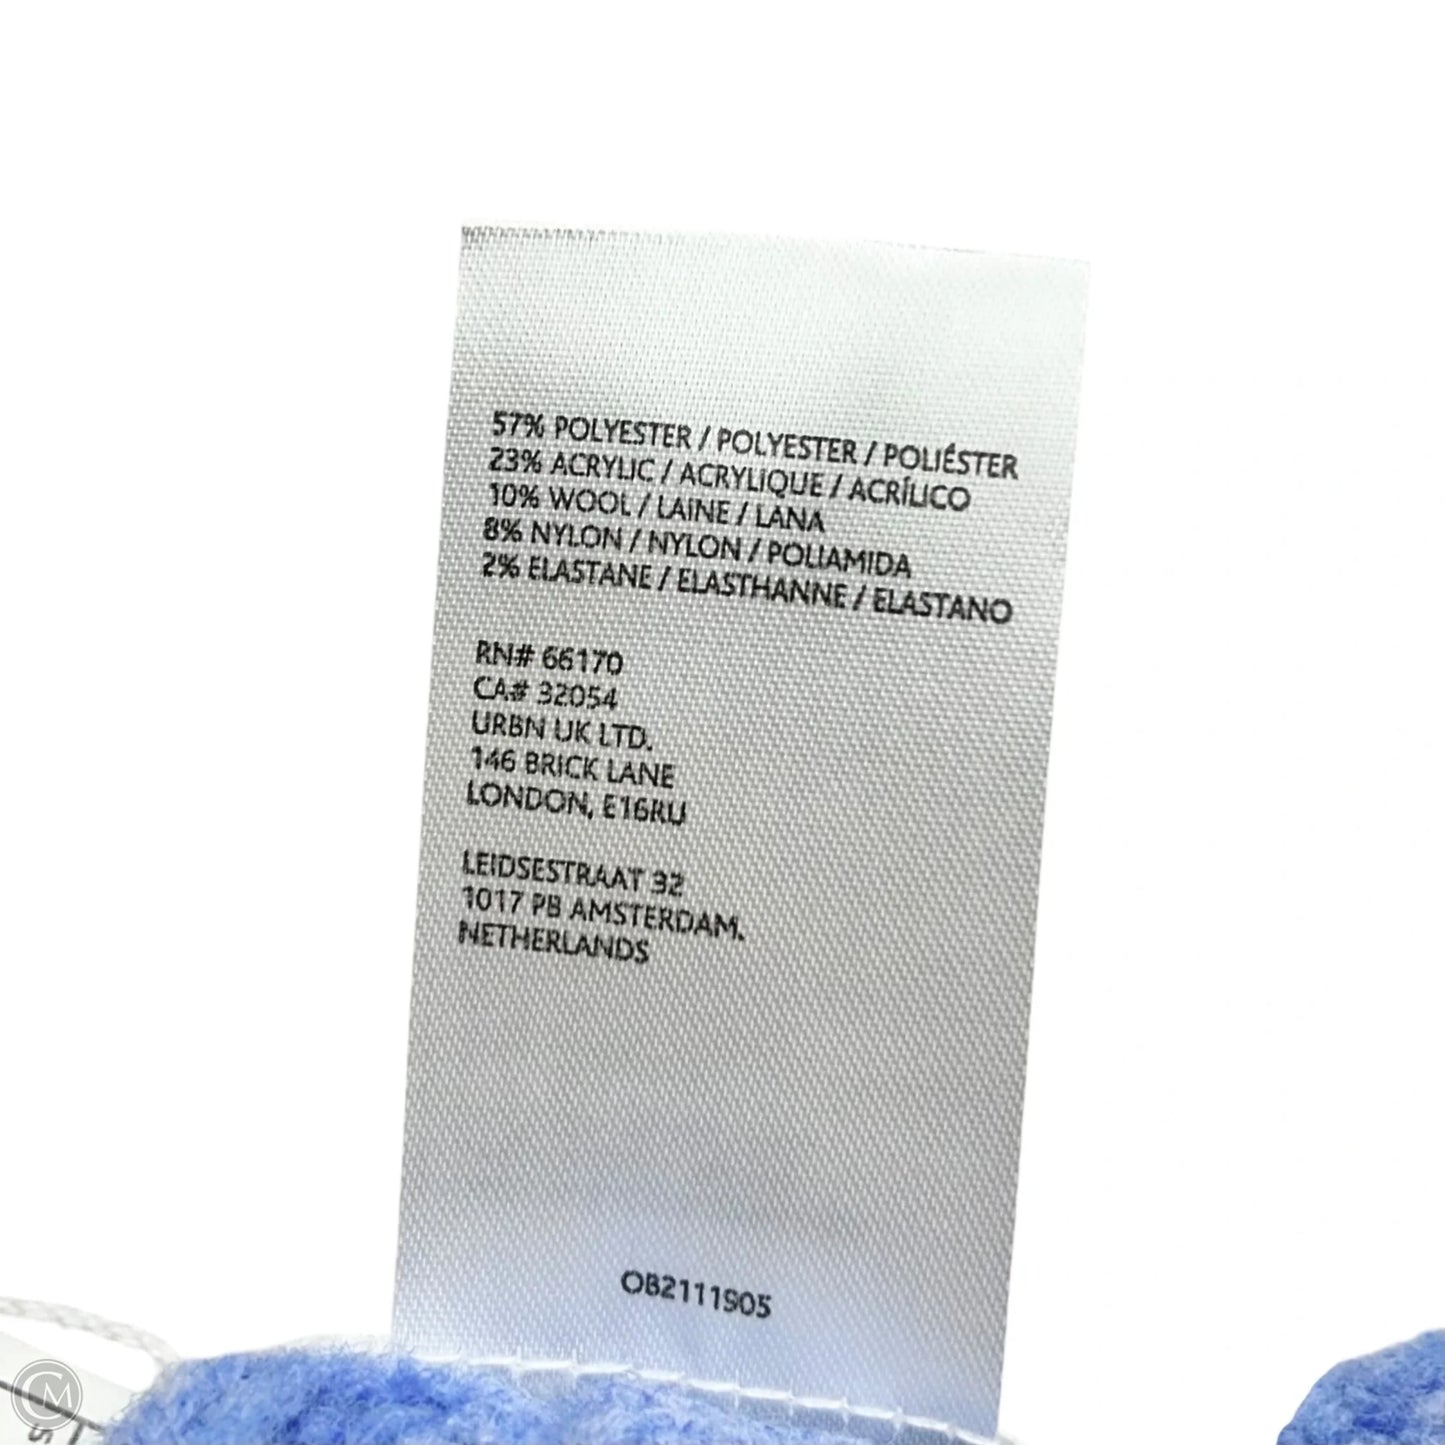 57% POLYESTER / POLYESTER / POLIÉSTER
23% ACRYLIC / ACRYLIQUE / ACRÍLICO
10% WOOL / LAINE / LANA
8% NYLON / NYLON / POLIAMIDA
2% ELASTANE / ELASTHANNE / ELASTANO
RN# 66170
CA# 32054
URBN UK LTD.
146 BRICK LANE
LONDON, E16RU
LEIDSESTRAAT 32
1017 PB AMSTERDAM.
NETHERLANDS
OB2111905
CM